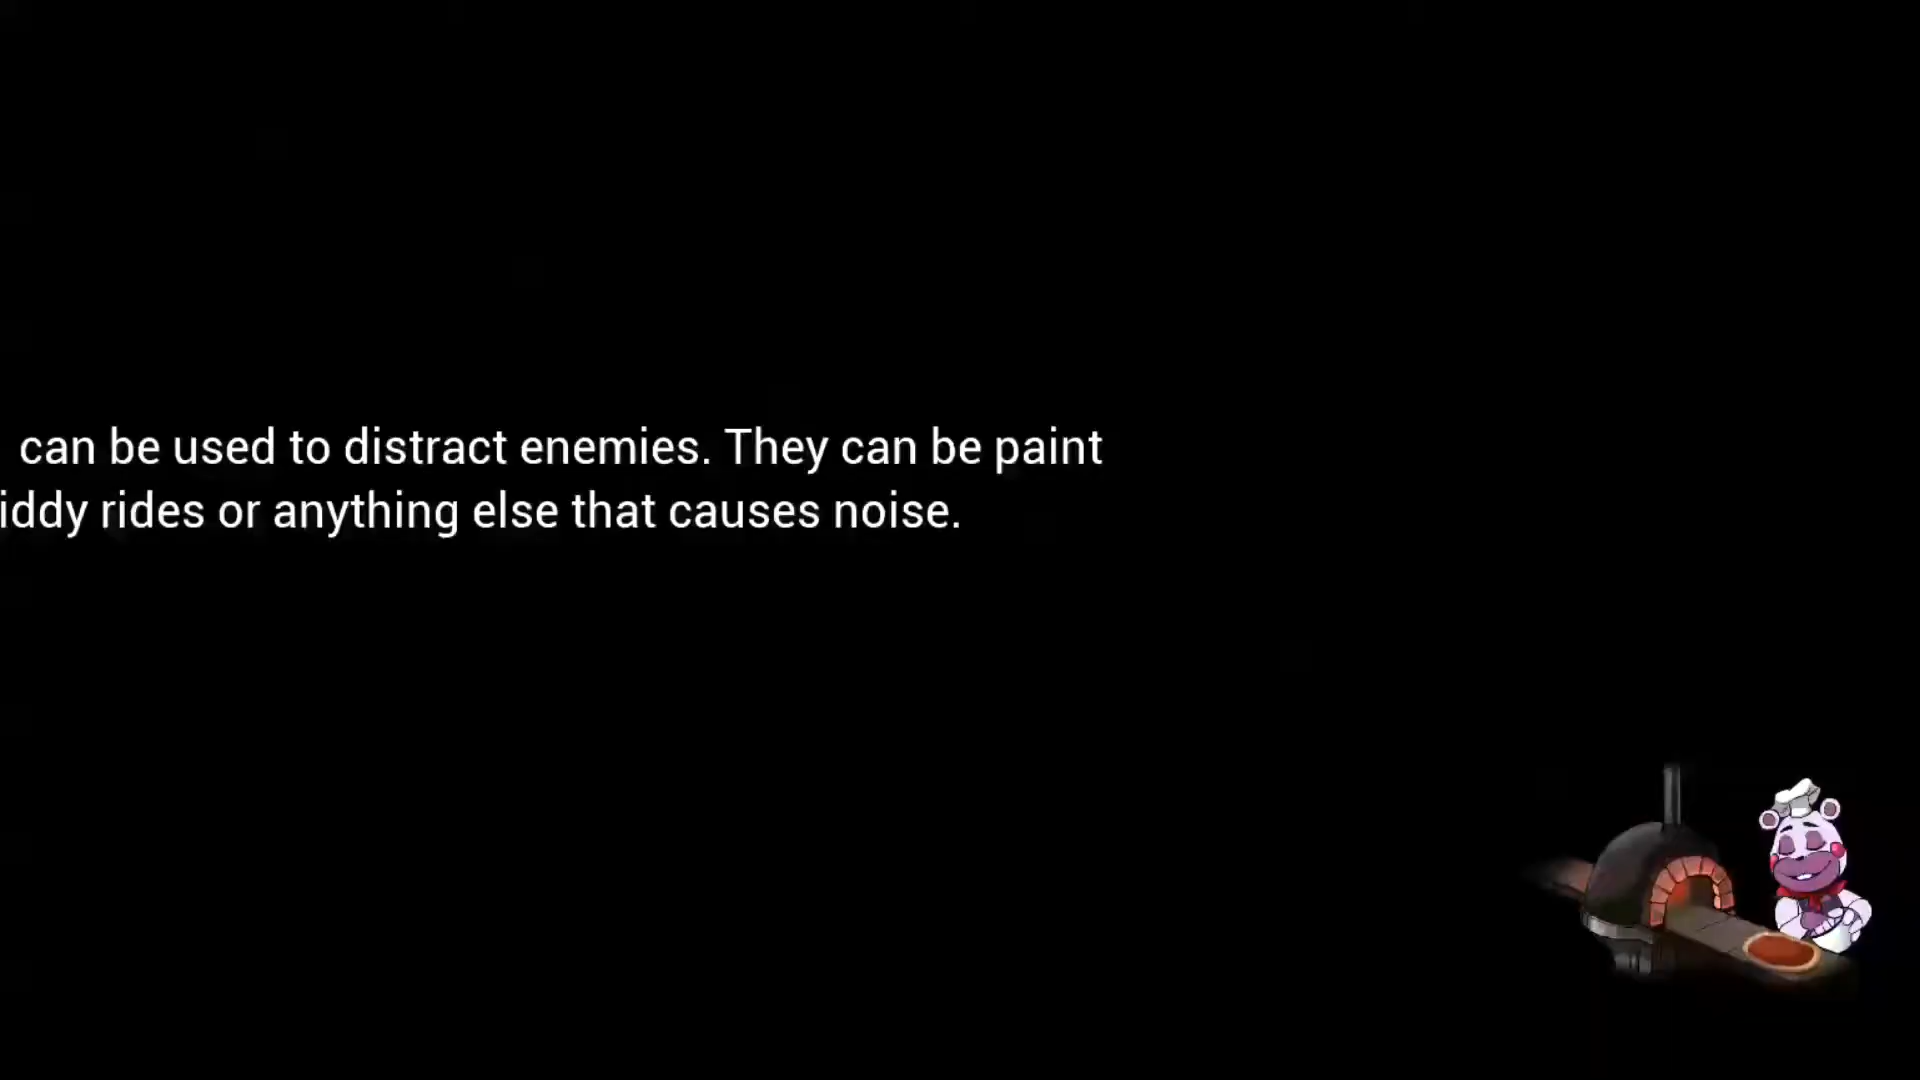 can be used to distract enemies. They can be paint
iddy rides or anything else that causes noise.